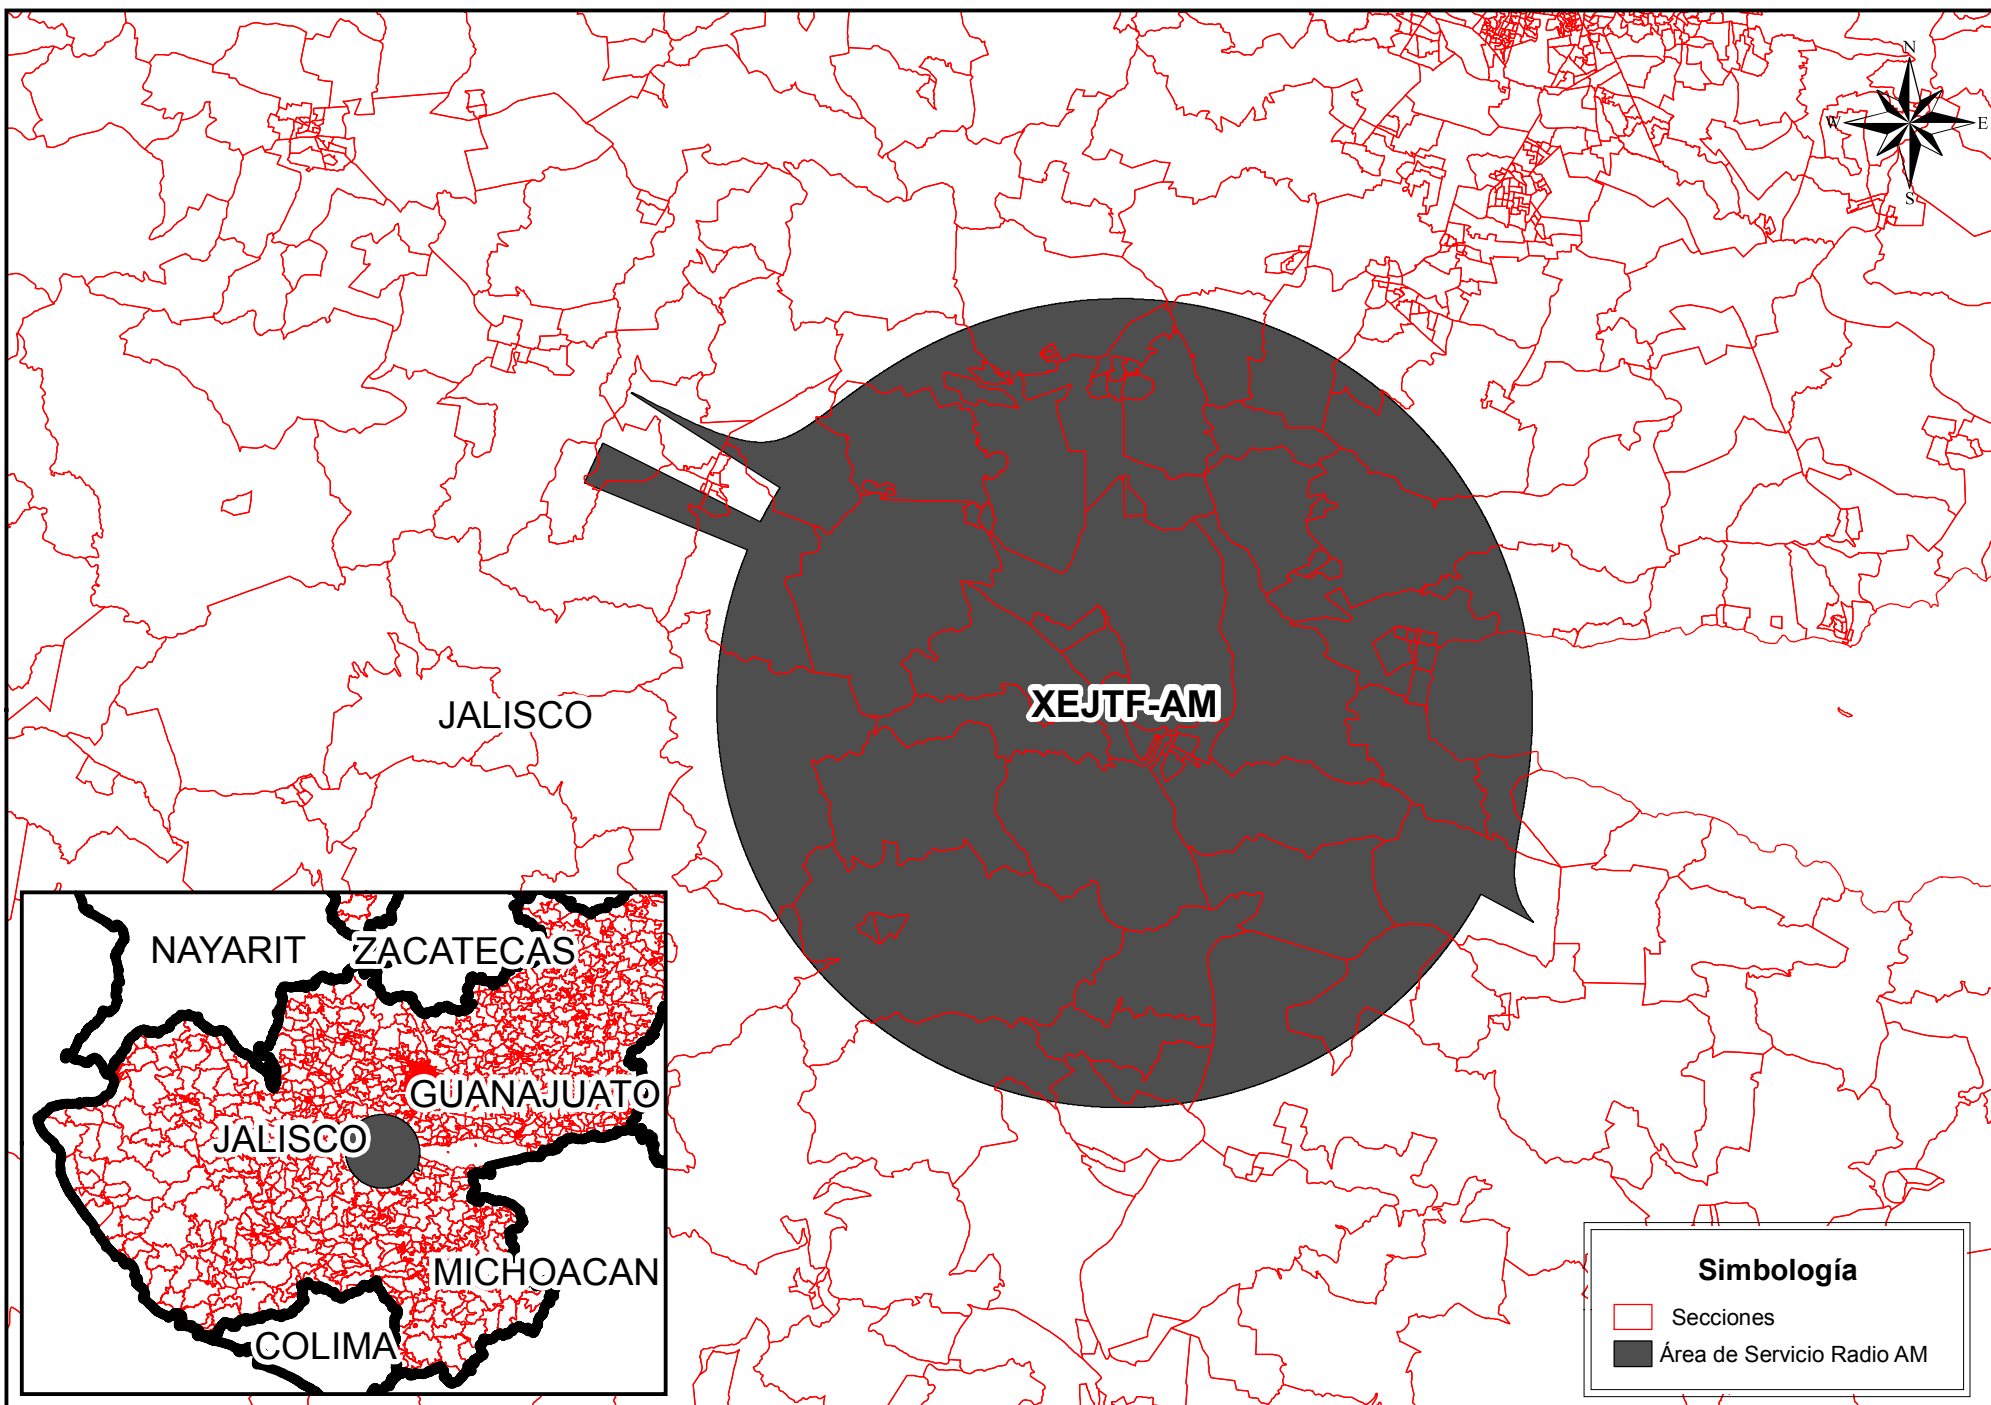 N
W
E
S
XEJTF-AM
JALISCO
NAYARIT
ZACATECAS
GUANAJUATO
JALISCO
MICHOACAN
COLIMA
Simbología
Secciones
Área de Servicio Radio AM